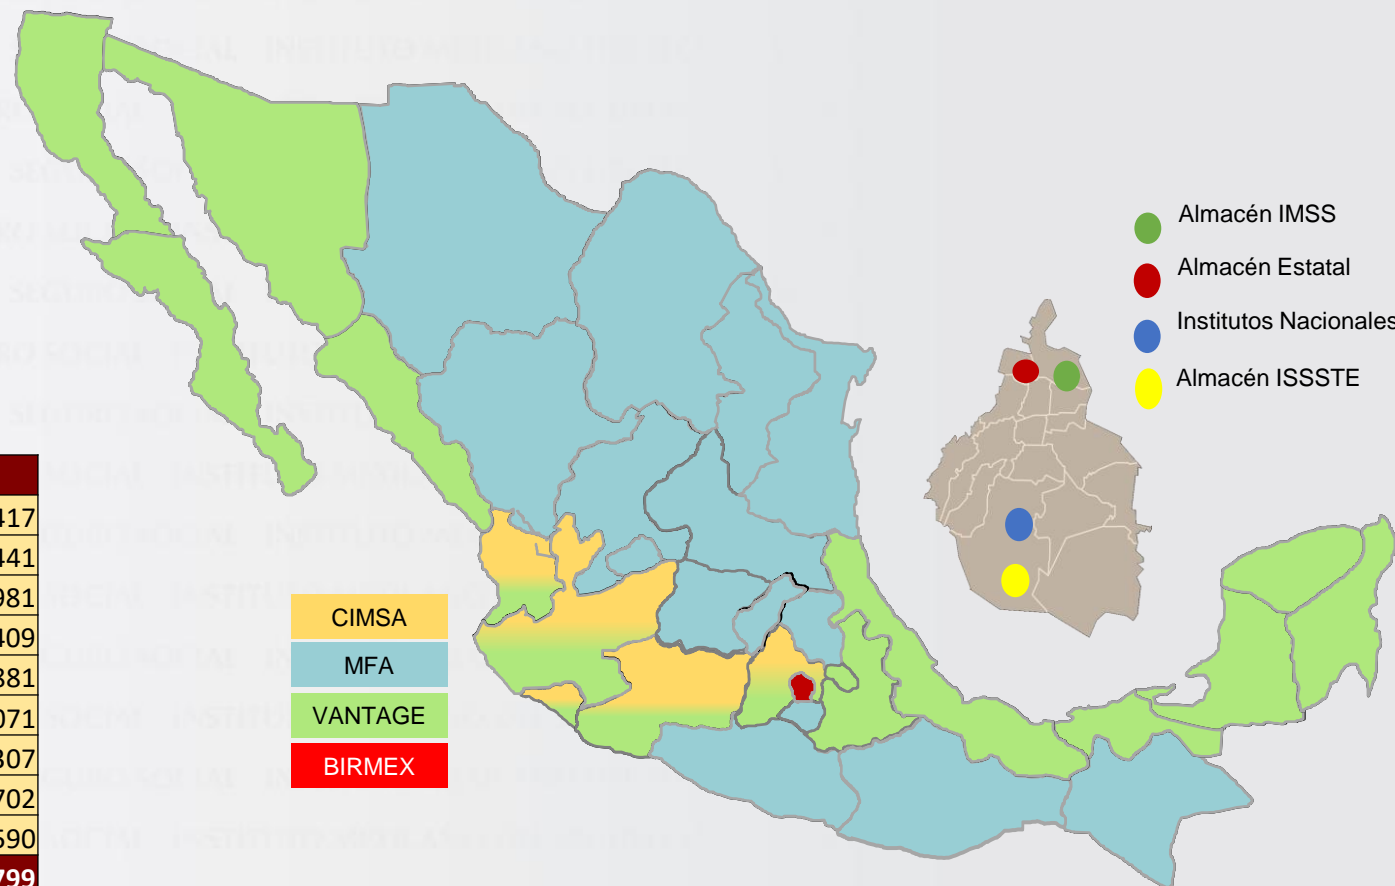 Almacén IMSS
Almacén Estatal
Institutos Nacionales
Almacén ISSSTE
417
441
981
409
381
071
307
702
590
799
CIMSA
MFA
VANTAGE
BIRMEX